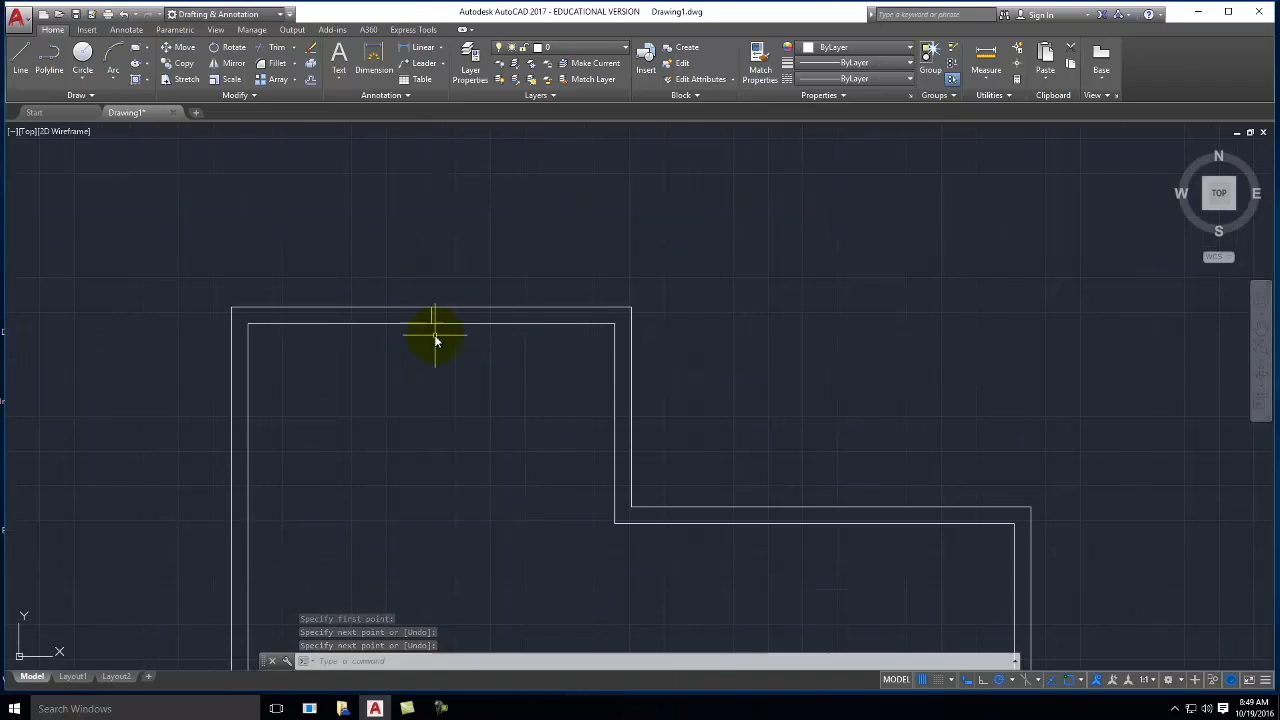 Autodesk AutoCAD 2017 - EDUCATIONAL VERSION Drawing1.dwg
Drafting & Annotation
Type a keyword or phrase
Sign In
Home Insert Annotate Parametric View Manage Output Add-ins A360 Express Tools
Line Polyline Circle Arc
Move Rotate Trim
Copy Mirror Fillet
Stretch Scale Array
Text Dimension
Linear
Leader
Table
Layer Properties
0
Make Current
Match Layer
Insert
Create
Edit
Edit Attributes
Match Properties
ByLayer
ByLayer
ByLayer
Group Measure Paste Base
Draw Modify Annotation Layers Block Properties Groups Utilities Clipboard View
Start Drawing1*
[−][Top][2D Wireframe]
N
W TOP E
S
WCS
Specify first point:
Specify next point or [Undo]:
Specify next point or [Undo]:
Type a command
Y
X
Model Layout1 Layout2
MODEL
1:1
Search Windows
8:49 AM
10/19/2016